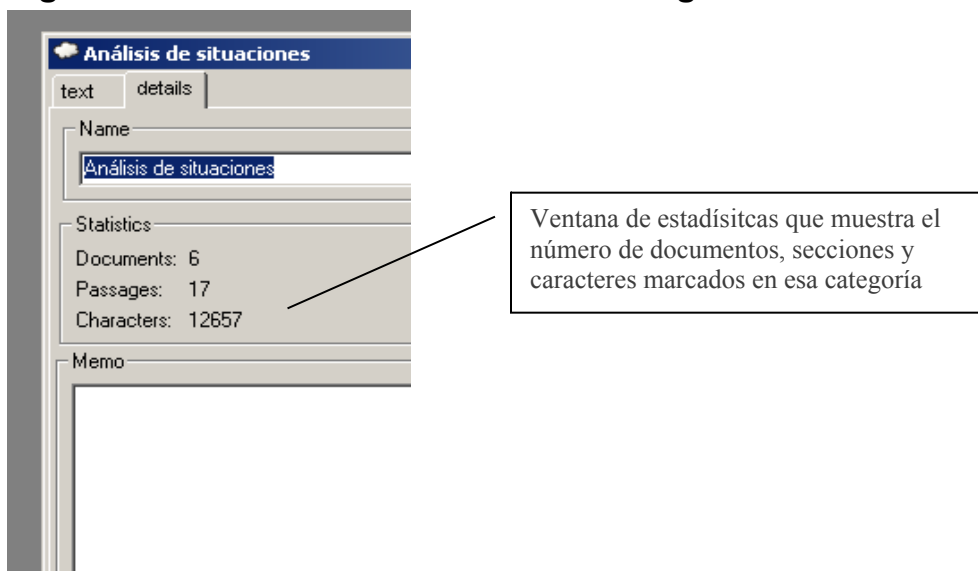 Análisis de situaciones
text details
Name
Análisis de situaciones
Statistics
Documents: 6
Passages: 17
Characters: 12657
Memo
Ventana de estadísitcas que muestra el
número de documentos, secciones y
caracteres marcados en esa categoría